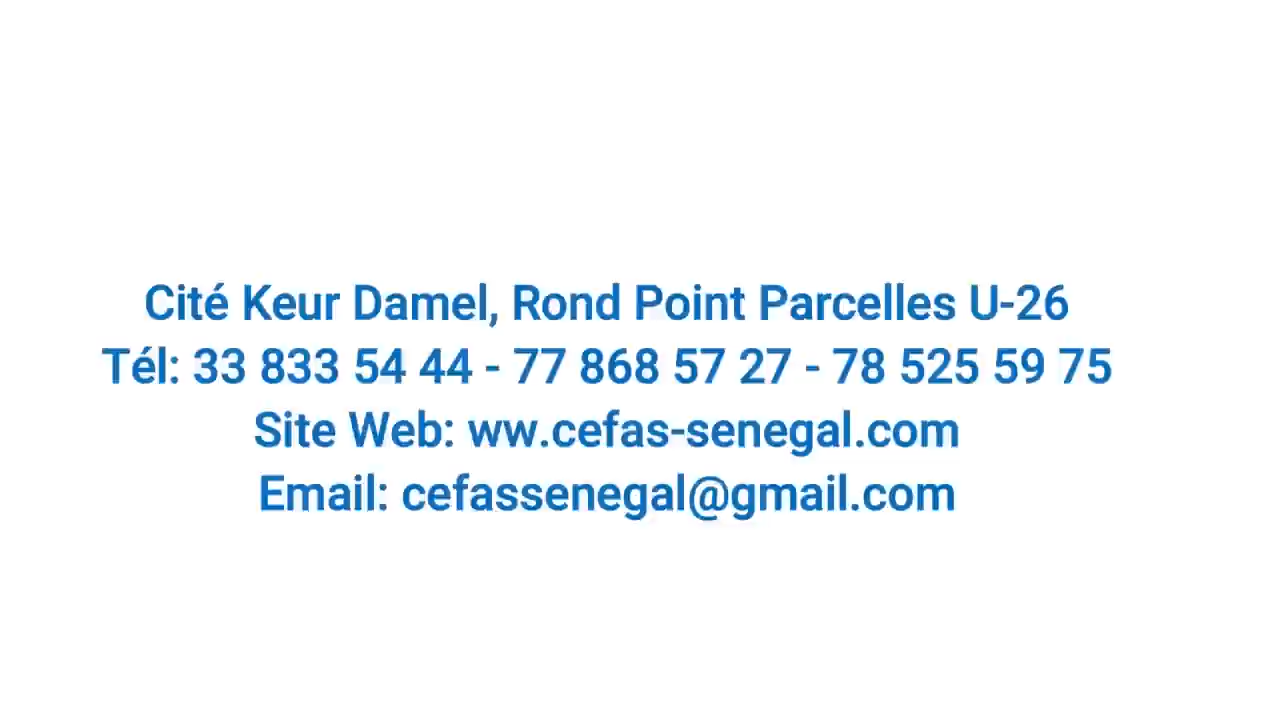 Cité Keur Damel, Rond Point Parcelles U-26
Tél: 33 833 54 44 - 77 868 57 27 - 78 525 59 75
Site Web: ww.cefas-senegal.com
Email: cefassenegal@gmail.com